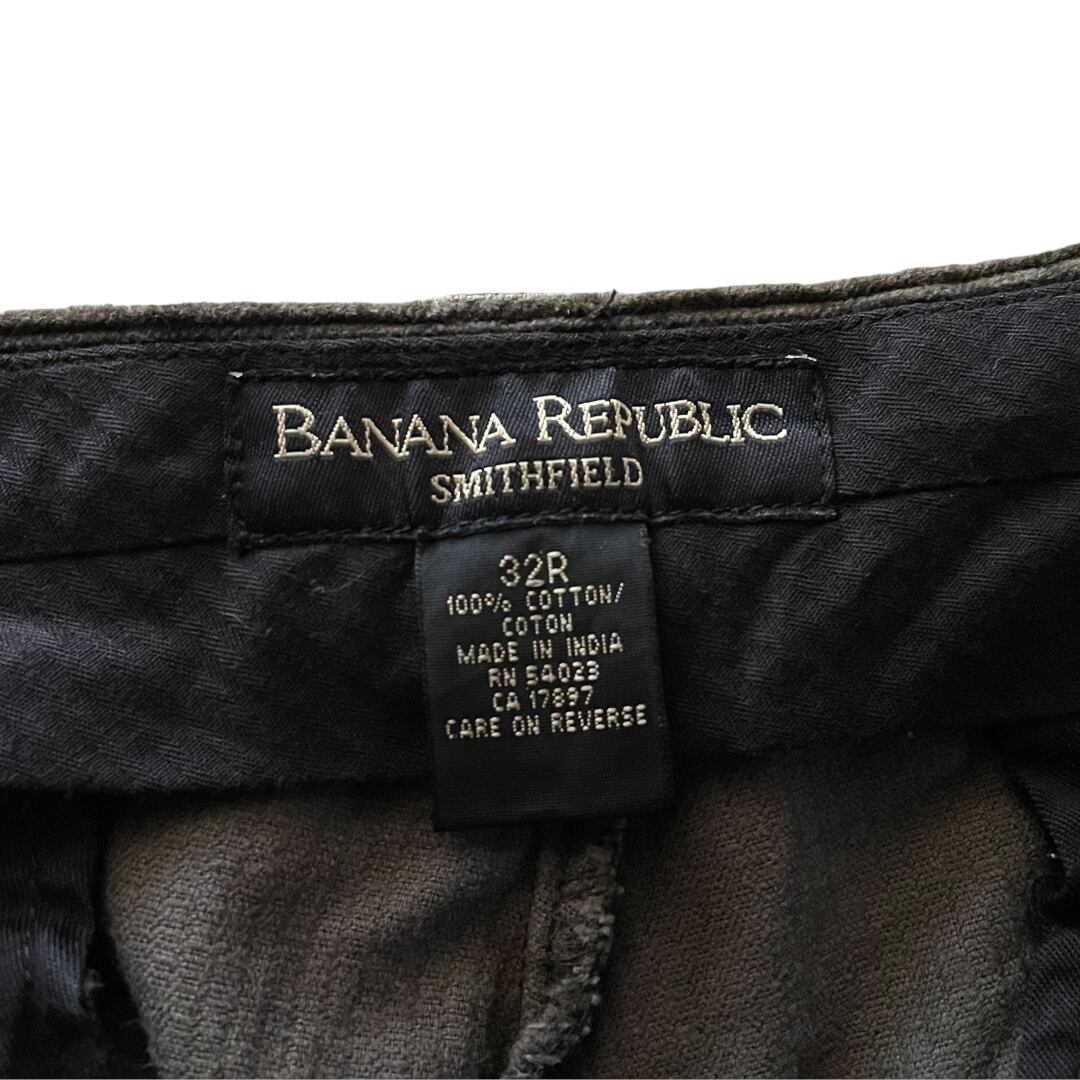 BANANA REPUBLIC
SMITHFIELD
32R
100% COTTON/
COTON
MADE IN INDIA
RN 54023
CA 17897
CARE ON REVERSE